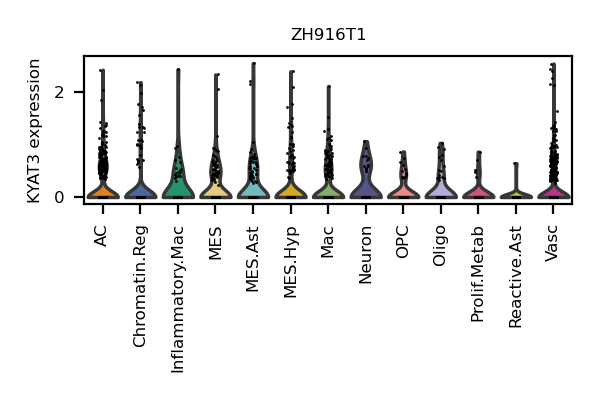 ZH916T1
KYAT3 expression
2
0
AC
Chromatin.Reg
Inflammatory.Mac
MES
MES.Ast
MES.Hyp
Mac
Neuron
OPC
Oligo
Prolif.Metab
Reactive.Ast
Vasc